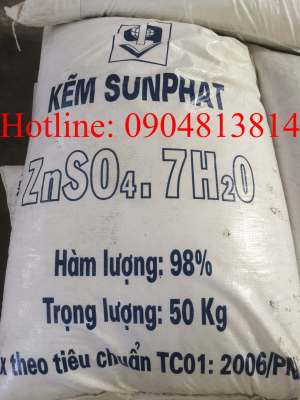 KẼM SUNPHAT
Hotline: 0904813814
ZnSO4. 7H2O
Hàm lượng: 98%
Trọng lượng: 50 Kg
x theo tiêu chuẩn TC01: 2006/PN